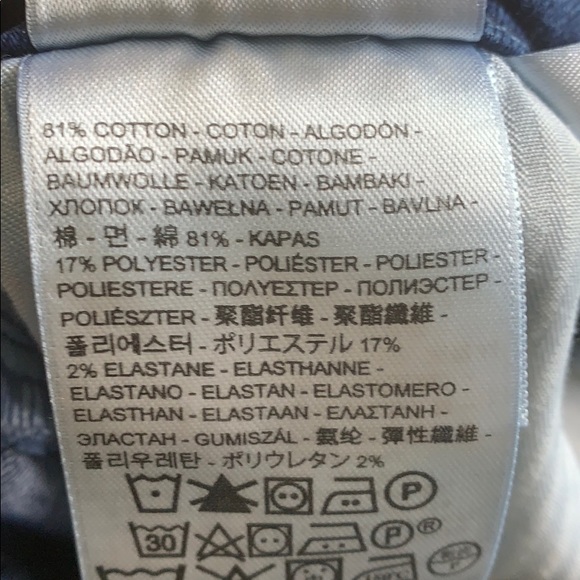 81% COTTON - COTON - ALGODÓN -
ALGODÃO - PAMUK - COTONE -
BAUMWOLLE - KATOEN - BAMBAKI -
ХЛОПОК - BAWEŁNA - PAMUT - BAVLNA -
棉 - 면 - 綿 81% - KAPAS
17% POLYESTER - POLIÉSTER - POLIESTER -
POLIESTERE - ΠΟΛΥΕΣΤΕΡ - ПОЛИЭСТЕР -
POLIÉSZTER - 聚酯纤维 - 聚酯纖維 -
폴리에스터 - ポリエステル 17%
2% ELASTANE - ELASTHANNE -
ELASTANO - ELASTAN - ELASTOMERO -
ELASTHAN - ELASTAAN - ΕΛΑΣΤΑΝΗ -
ЭЛАСТАН - GUMISZÁL - 氨纶 - 彈性纖維 -
폴리우레탄 - ポリウレタン 2%
P
30 P ®